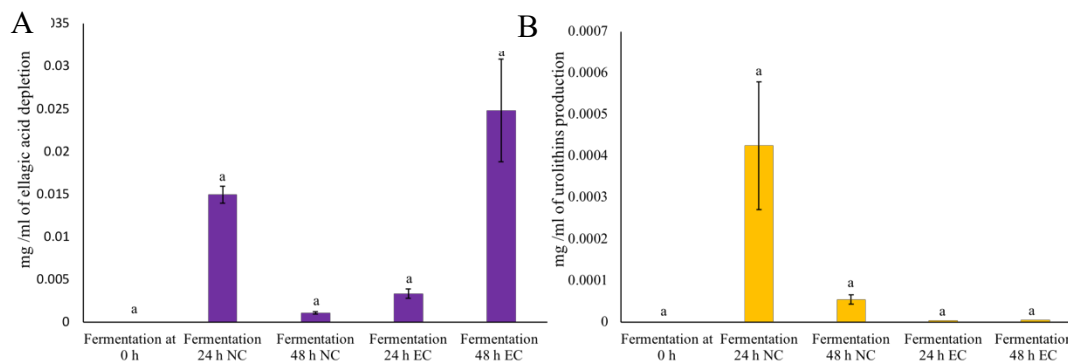 A
mg /ml of ellagic acid depletion
0.035
0.03
0.025
0.02
0.015
0.01
0.005
0
a
a
a
a
a
Fermentation at 0 h
Fermentation 24 h NC
Fermentation 48 h NC
Fermentation 24 h EC
Fermentation 48 h EC
B
mg /ml of urolithins production
0.0007
0.0006
0.0005
0.0004
0.0003
0.0002
0.0001
0
a
a
a
a
a
Fermentation at 0 h
Fermentation 24 h NC
Fermentation 48 h NC
Fermentation 24 h EC
Fermentation 48 h EC